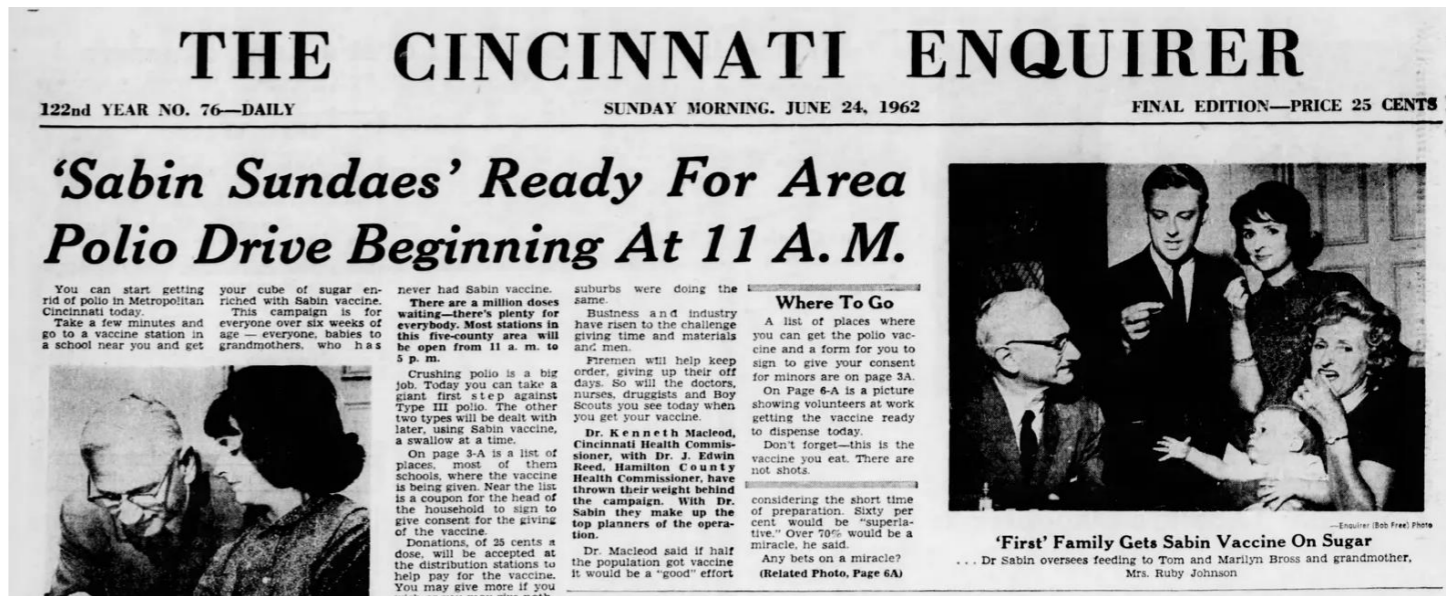 THE CINCINNATI ENQUIRER
122nd YEAR NO. 76—DAILY
SUNDAY MORNING, JUNE 24, 1962
FINAL EDITION—PRICE 25 CENTS
'Sabin Sundaes' Ready For Area
Polio Drive Beginning At 11 A. M.
You can start getting
rid of polio in Metropolitan
Cincinnati today.
Take a few minutes and
go to a vaccine station in
a school near you and get
your cube of sugar en-
riched with Sabin vaccine.
This campaign is for
everyone over six weeks of
age — everyone, babies to
grandmothers, who has
never had Sabin vaccine.
There are a million doses
waiting—there's plenty for
everybody. Most stations in
this five-county area will
be open from 11 a. m. to
5 p. m.
Crushing polio is a big
job. Today you can take a
giant first step against
Type III polio. The other
two types will be dealt with
later, using Sabin vaccine,
a swallow at a time.
On page 3-A is a list of
places, most of them
schools, where the vaccine
is being given. Near the list
is a coupon for the head of
the household to sign to
give consent for the giving
of the vaccine.
Donations, of 25 cents a
dose, will be accepted at
the distribution stations to
help pay for the vaccine.
You may give more if you
suburbs were doing the
same.
Business and industry
have risen to the challenge
giving time and materials
and men.
Firemen will help keep
order, giving up their off
days. So will the doctors,
nurses, druggists and Boy
Scouts you see today when
you get your vaccine.
Dr. Kenneth Macleod,
Cincinnati Health Commis-
sioner, with Dr. J. Edwin
Reed, Hamilton County
Health Commissioner, have
thrown their weight behind
the campaign. With Dr.
Sabin they make up the
top planners of the opera-
tion.
Dr. Macleod said if half
the population got vaccine
it would be a "good" effort
Where To Go
A list of places where
you can get the polio vac-
cine and a form for you to
sign to give your consent
for minors are on page 3A.
On Page 6-A is a picture
showing volunteers at work
getting the vaccine ready
to dispense today.
Don't forget—this is the
vaccine you eat. There are
not shots.
considering the short time
of preparation. Sixty per
cent would be "superla-
tive." Over 70% would be a
miracle, he said.
Any bets on a miracle?
(Related Photo, Page 6A)
—Enquirer (Bob Free) Photo
'First' Family Gets Sabin Vaccine On Sugar
. . . Dr Sabin oversees feeding to Tom and Marilyn Bross and grandmother,
Mrs. Ruby Johnson